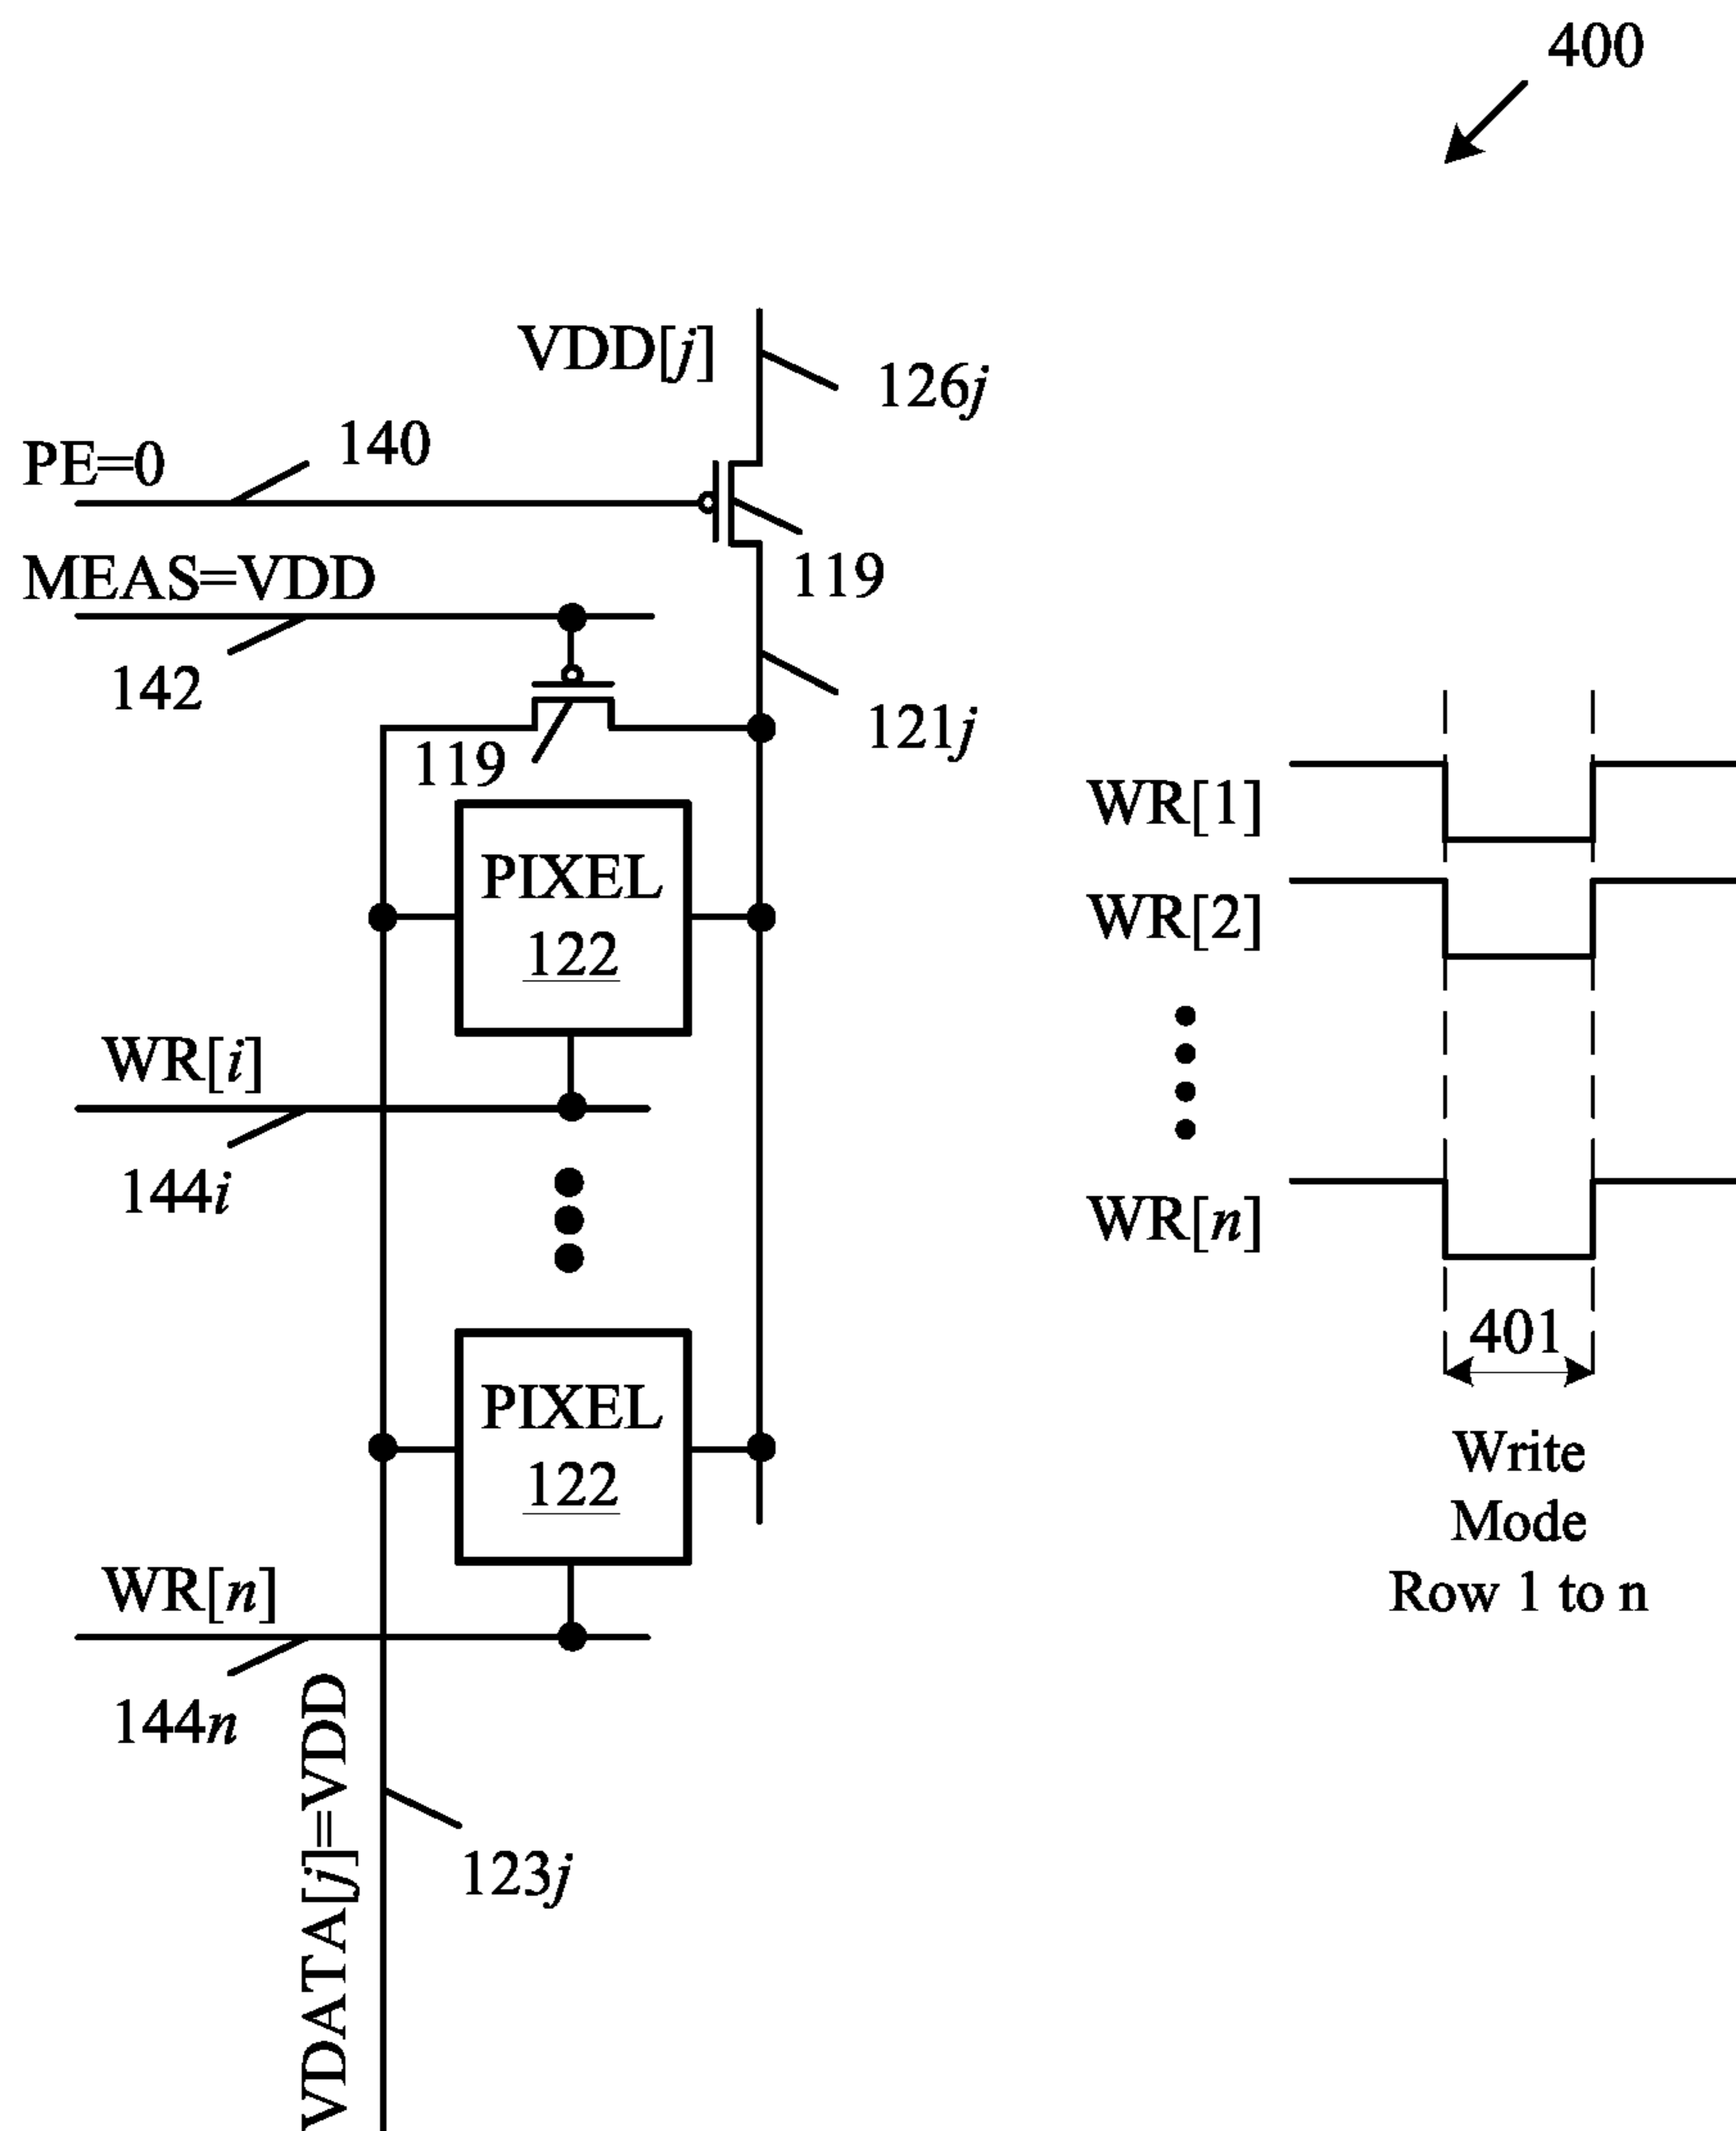 400
VDD[j]
126j
PE=0
140
119
MEAS=VDD
142
121j
119
PIXEL
122
WR[i]
144i
PIXEL
122
WR[n]
144n
VDATA[j]=VDD
123j
WR[1]
WR[2]
WR[n]
401
Write
Mode
Row 1 to n